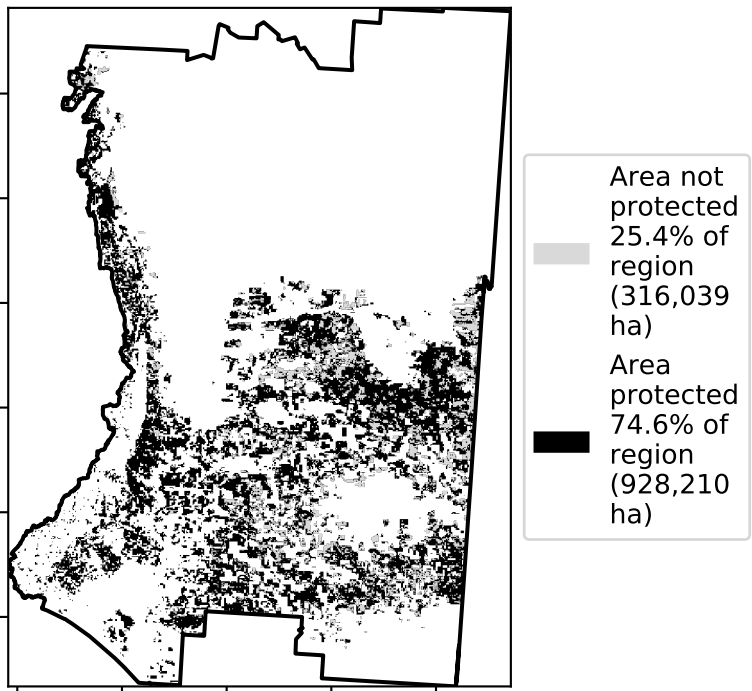 Area not
protected
25.4% of
region
(316,039
ha)
Area
protected
74.6% of
region
(928,210
ha)